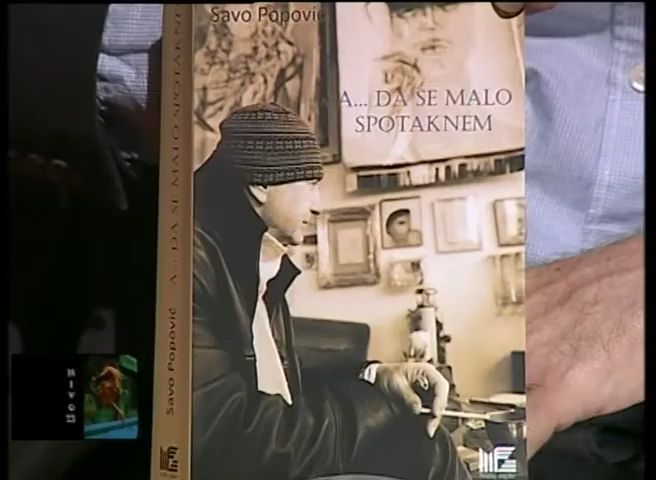 Savo Popović
A... DA SE MALO
SPOTAKNEM
Savo Popović A... DA SE MALO SPOTAKNEM